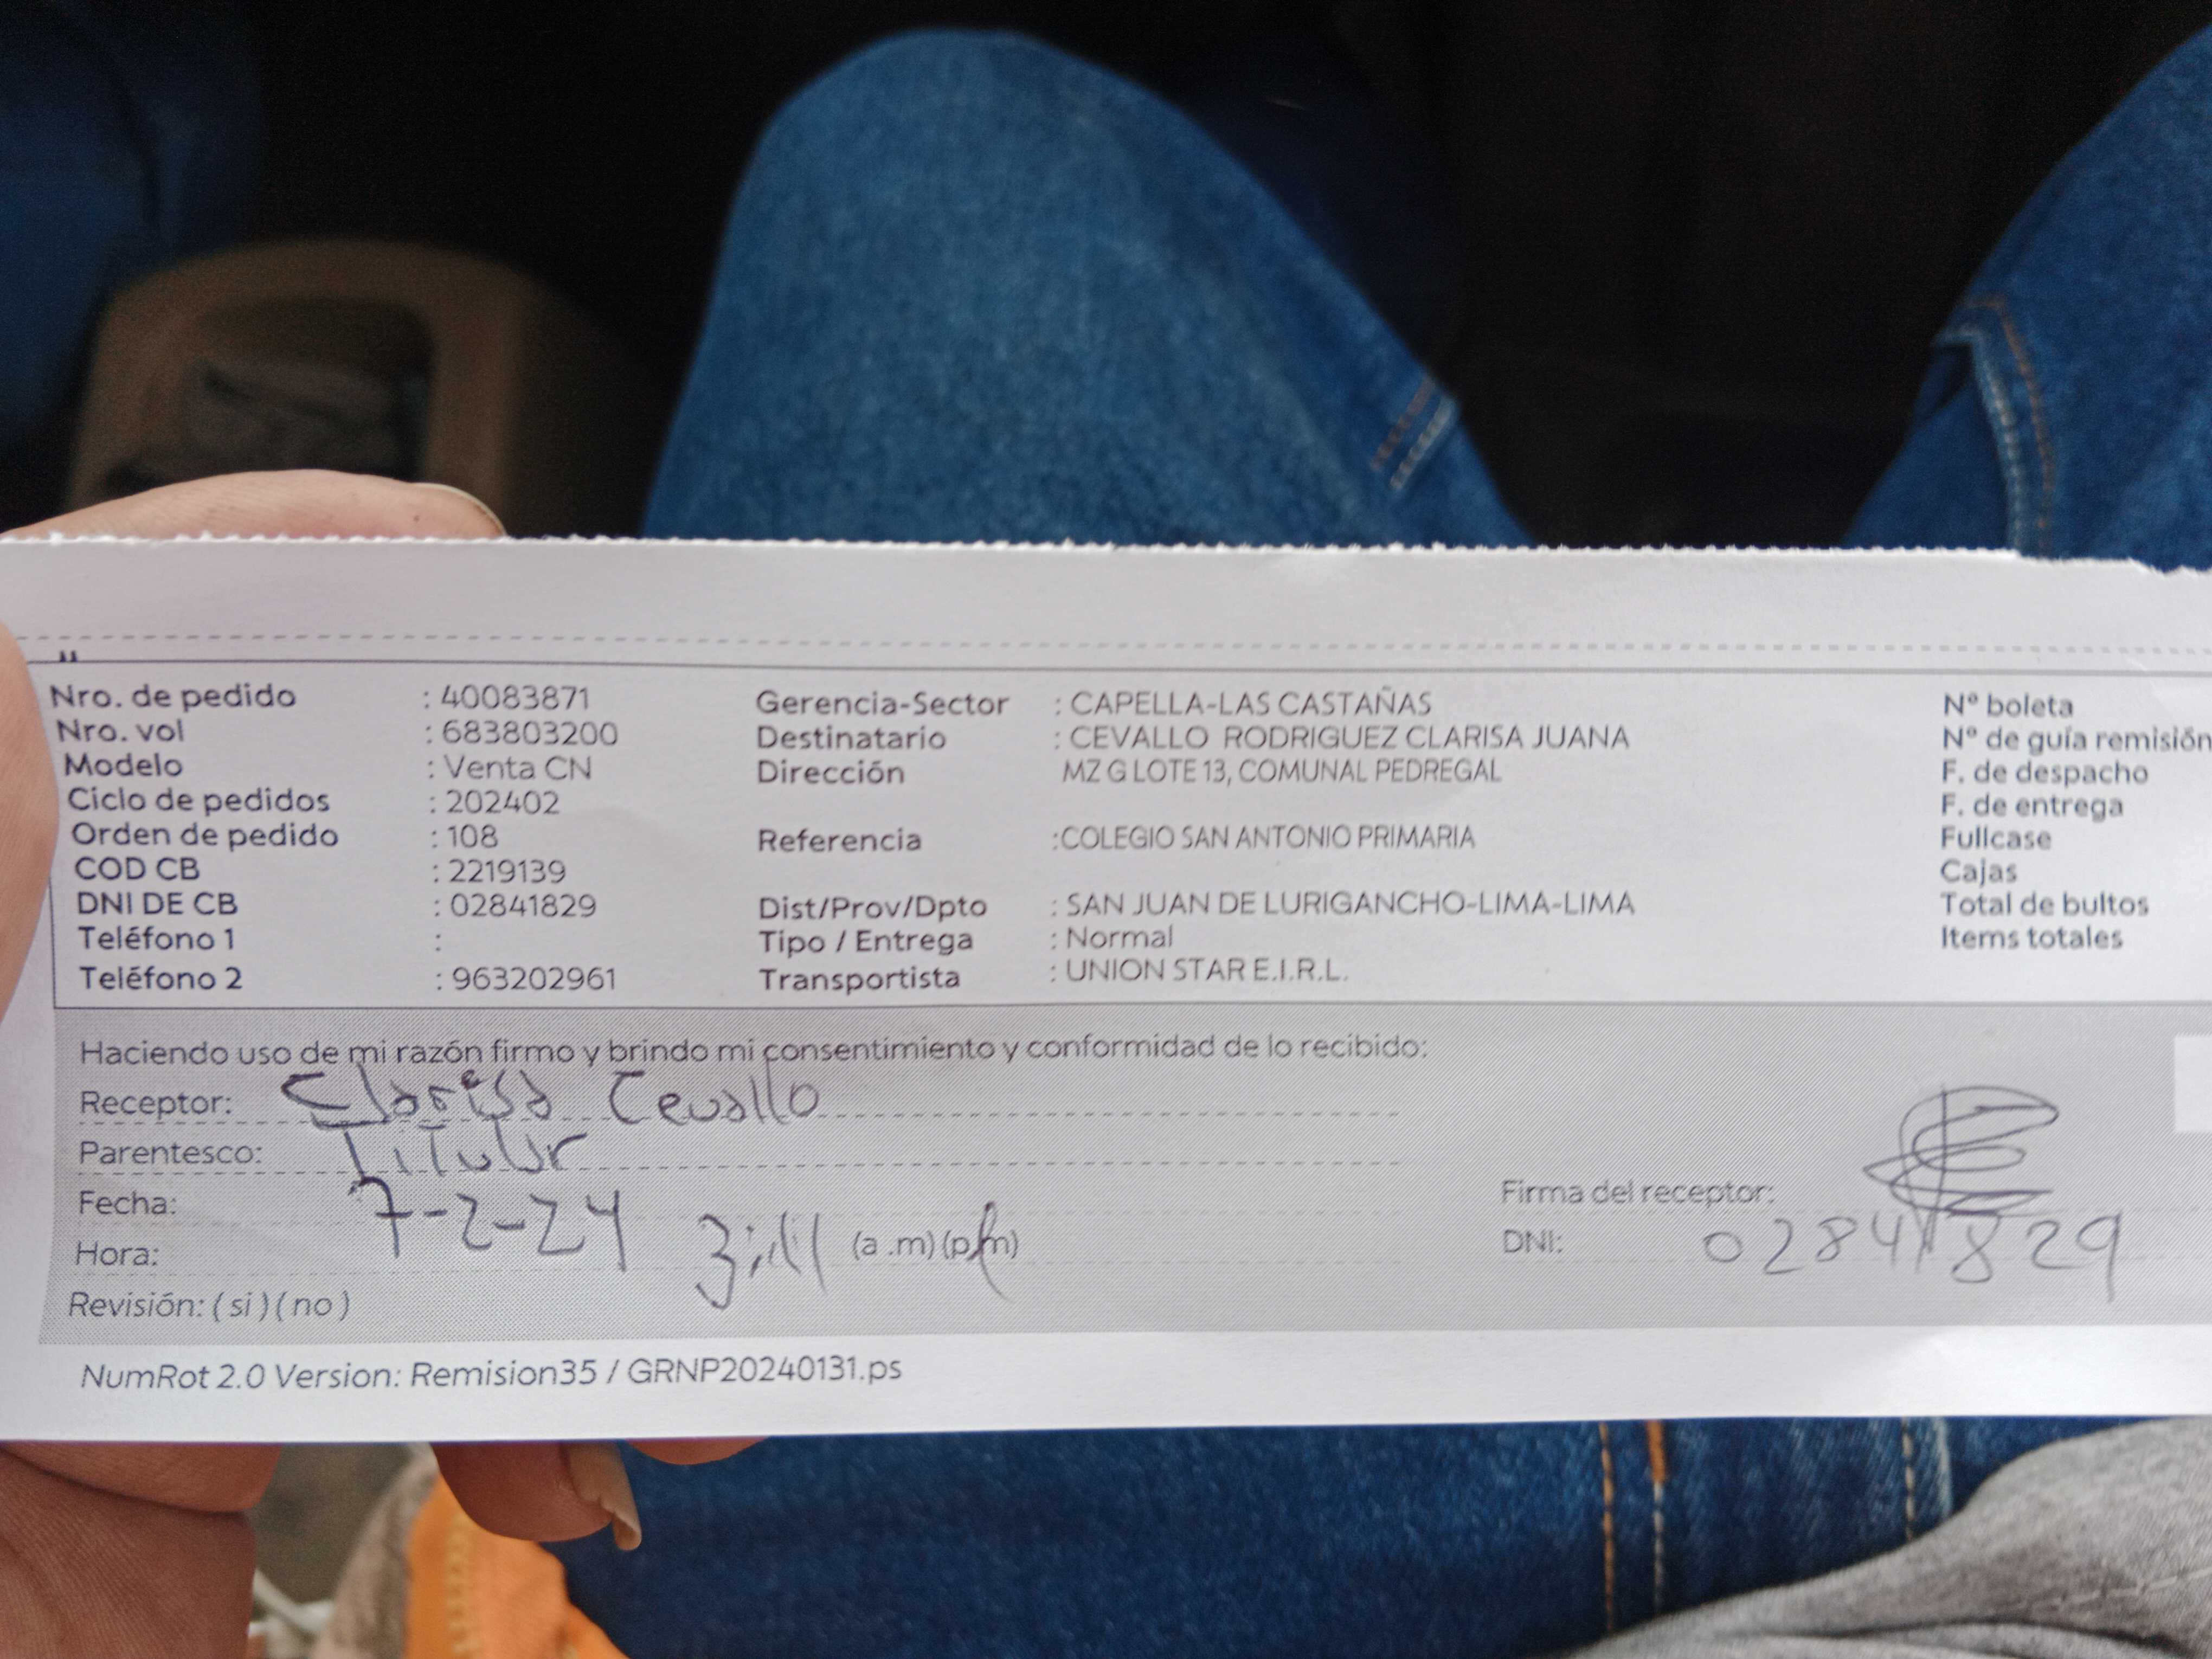 Nro. de pedido : 40083871 Gerencia-Sector : CAPELLA-LAS CASTAÑAS N° boleta
Nro. vol : 683803200 Destinatario : CEVALLO RODRIGUEZ CLARISA JUANA N° de guía remisión
Modelo : Venta CN Dirección MZ G LOTE 13, COMUNAL PEDREGAL F. de despacho
Ciclo de pedidos : 202402 F. de entrega
Orden de pedido : 108 Referencia :COLEGIO SAN ANTONIO PRIMARIA Fullcase
COD CB : 2219139 Cajas
DNI DE CB : 02841829 Dist/Prov/Dpto : SAN JUAN DE LURIGANCHO-LIMA-LIMA Total de bultos
Teléfono 1 : Tipo / Entrega : Normal Items totales
Teléfono 2 : 963202961 Transportista : UNION STAR E.I.R.L.
Haciendo uso de mi razón firmo y brindo mi consentimiento y conformidad de lo recibido:
Receptor: Clarisa Cevallo
Parentesco: Titular
Fecha: 7-2-24 Firma del receptor:
Hora: 3:11 (a .m) (p.m) DNI: 02841829
Revisión: ( si ) ( no )
NumRot 2.0 Version: Remision35 / GRNP20240131.ps